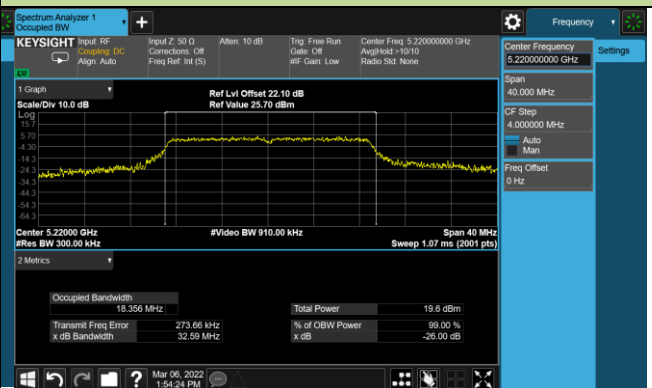 Spectrum Analyzer 1
Occupied BW
Frequency
KEYSIGHT
Input: RF
Coupling: DC
Align: Auto
Input Z: 50 Ω
Corrections: Off
Freq Ref: Int (S)
Atten: 10 dB
Trig: Free Run
Gate: Off
#IF Gain: Low
Center Freq: 5.220000000 GHz
Avg|Hold:>10/10
Radio Std: None
LXI
Center Frequency
5.220000000 GHz
Settings
Span
40.000 MHz
CF Step
4.000000 MHz
Auto
Man
Freq Offset
0 Hz
1 Graph
Scale/Div 10.0 dB
Ref Lvl Offset 22.10 dB
Ref Value 25.70 dBm
Log
15.7
5.70
-4.30
-14.3
-24.3
-34.3
-44.3
-54.3
-64.3
Center 5.22000 GHz
#Video BW 910.00 kHz
Span 40 MHz
#Res BW 300.00 kHz
Sweep 1.07 ms (2001 pts)
2 Metrics
Occupied Bandwidth
18.356 MHz
Total Power 19.6 dBm
Transmit Freq Error 273.66 kHz
% of OBW Power 99.00 %
x dB Bandwidth 32.59 MHz
x dB -26.00 dB
?
Mar 06, 2022
1:54:24 PM